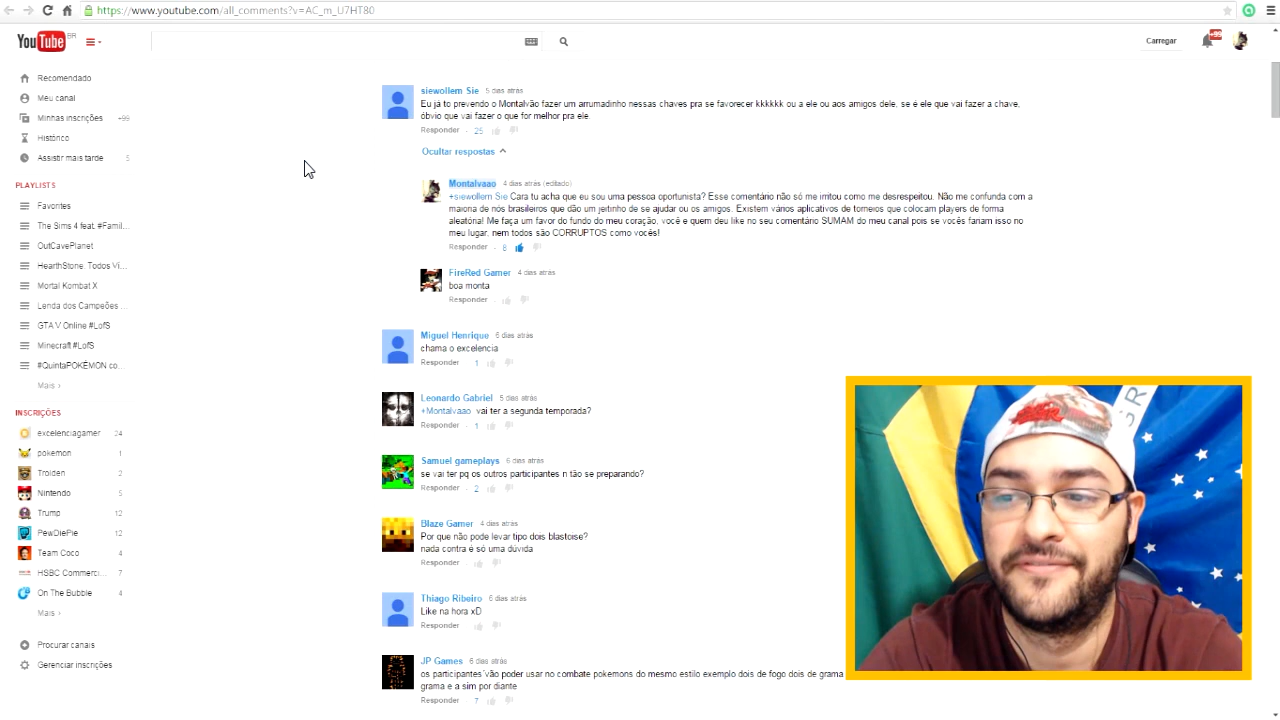 https://www.youtube.com/all_comments?v=AC_m_U7HT80
YouTube BR
Carregar
+99
Recomendado
Meu canal
Minhas inscrições +99
Histórico
Assistir mais tarde 5
PLAYLISTS
Favoritos
The Sims 4 feat. #Famil...
OutCavePlanet
HearthStone: Todos Ví...
Mortal Kombat X
Lenda dos Campeões ...
GTA V Online #LofS
Minecraft #LofS
#QuintaPOKÉMON co...
Mais ›
INSCRIÇÕES
excelenciagamer 24
pokemon 1
Troiden 2
Nintendo 5
Trump 12
PewDiePie 12
Team Coco 4
HSBC Commerci... 7
On The Bubble 4
Mais ›
Procurar canais
Gerenciar inscrições
siewollem Sie 5 dias atrás
Eu já to prevendo o Montalvão fazer um arrumadinho nessas chaves pra se favorecer kkkkkk ou a ele ou aos amigos dele, se é ele que vai fazer a chave,
óbvio que vai fazer o que for melhor pra ele.
Responder · 25
Ocultar respostas
Montalvaao 4 dias atrás (editado)
+siewollem Sie Cara tu acha que eu sou uma pessoa oportunista? Esse comentário não só me irritou como me desrespeitou. Não me confunda com a
maioria de nós brasileiros que dão um jeitinho de se ajudar ou os amigos. Existem vários aplicativos de torneios que colocam players de forma
aleatória! Me faça um favor do fundo do meu coração, você e quem deu like no seu comentário SUMAM do meu canal pois se vocês fariam isso no
meu lugar, nem todos são CORRUPTOS como vocês!
Responder · 8
FireRed Gamer 4 dias atrás
boa monta
Responder ·
Miguel Henrique 6 dias atrás
chama o excelencia
Responder · 1
Leonardo Gabriel 5 dias atrás
+Montalvaao vai ter a segunda temporada?
Responder · 1
Samuel gameplays 6 dias atrás
se vai ter pq os outros participantes n tão se preparando?
Responder · 2
Blaze Gamer 4 dias atrás
Por que não pode levar tipo dois blastoise?
nada contra é só uma dúvida
Responder ·
Thiago Ribeiro 6 dias atrás
Like na hora xD
Responder ·
JP Games 6 dias atrás
os participantes vão poder usar no combate pokemons do mesmo estilo exemplo dois de fogo dois de grama
grama e a sim por diante
Responder · 7